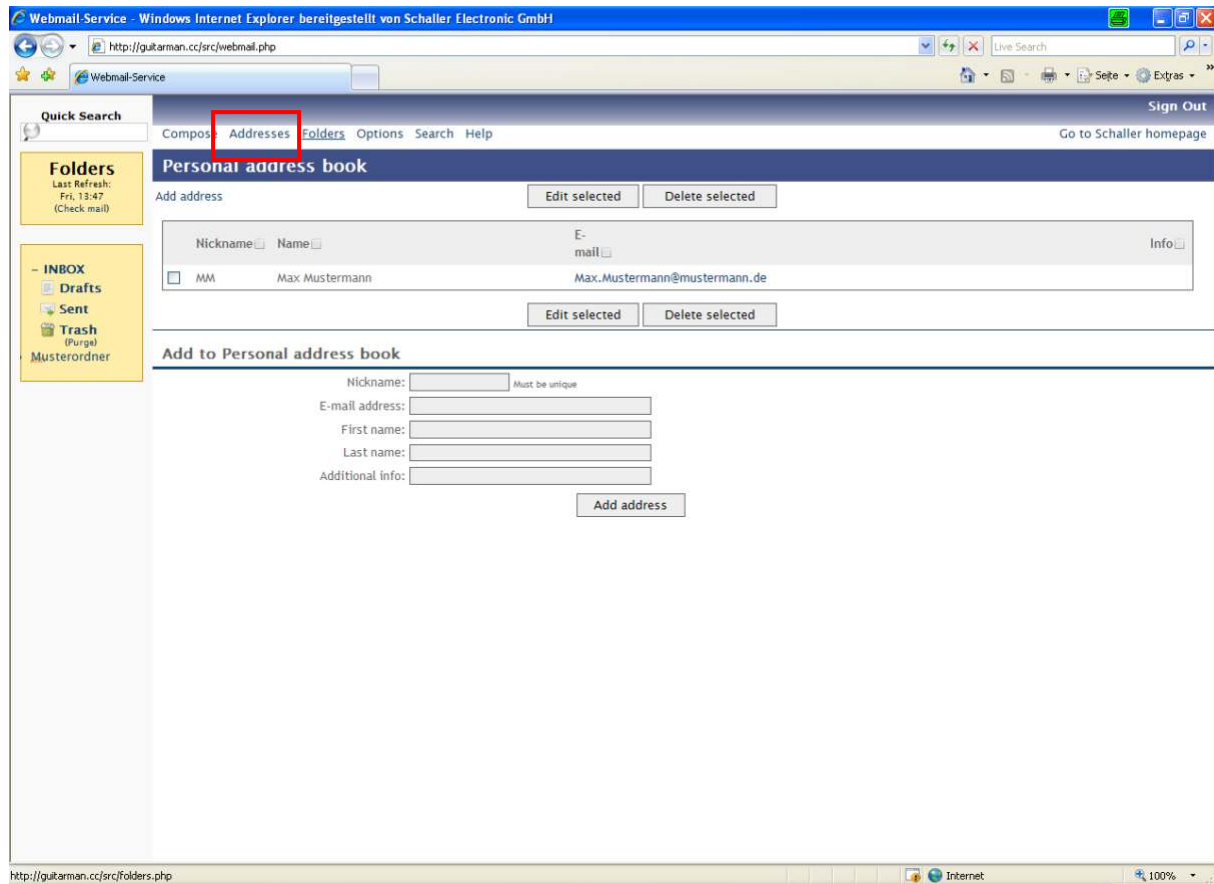 Webmail-Service - Windows Internet Explorer bereitgestellt von Schaller Electronic GmbH
http://guitarman.cc/src/webmail.php
Live Search
Webmail-Service
Seite
Extras
Sign Out
Quick Search
Compose Addresses Folders Options Search Help
Go to Schaller homepage
Folders
Last Refresh:
Fri, 13:47
(Check mail)
– INBOX
Drafts
Sent
Trash
(Purge)
Musterordner
Personal address book
Add address
Edit selected
Delete selected
Nickname Name E-mail Info
MM Max Mustermann Max.Mustermann@mustermann.de
Edit selected
Delete selected
Add to Personal address book
Nickname: Must be unique
E-mail address:
First name:
Last name:
Additional info:
Add address
http://guitarman.cc/src/folders.php
Internet
100%